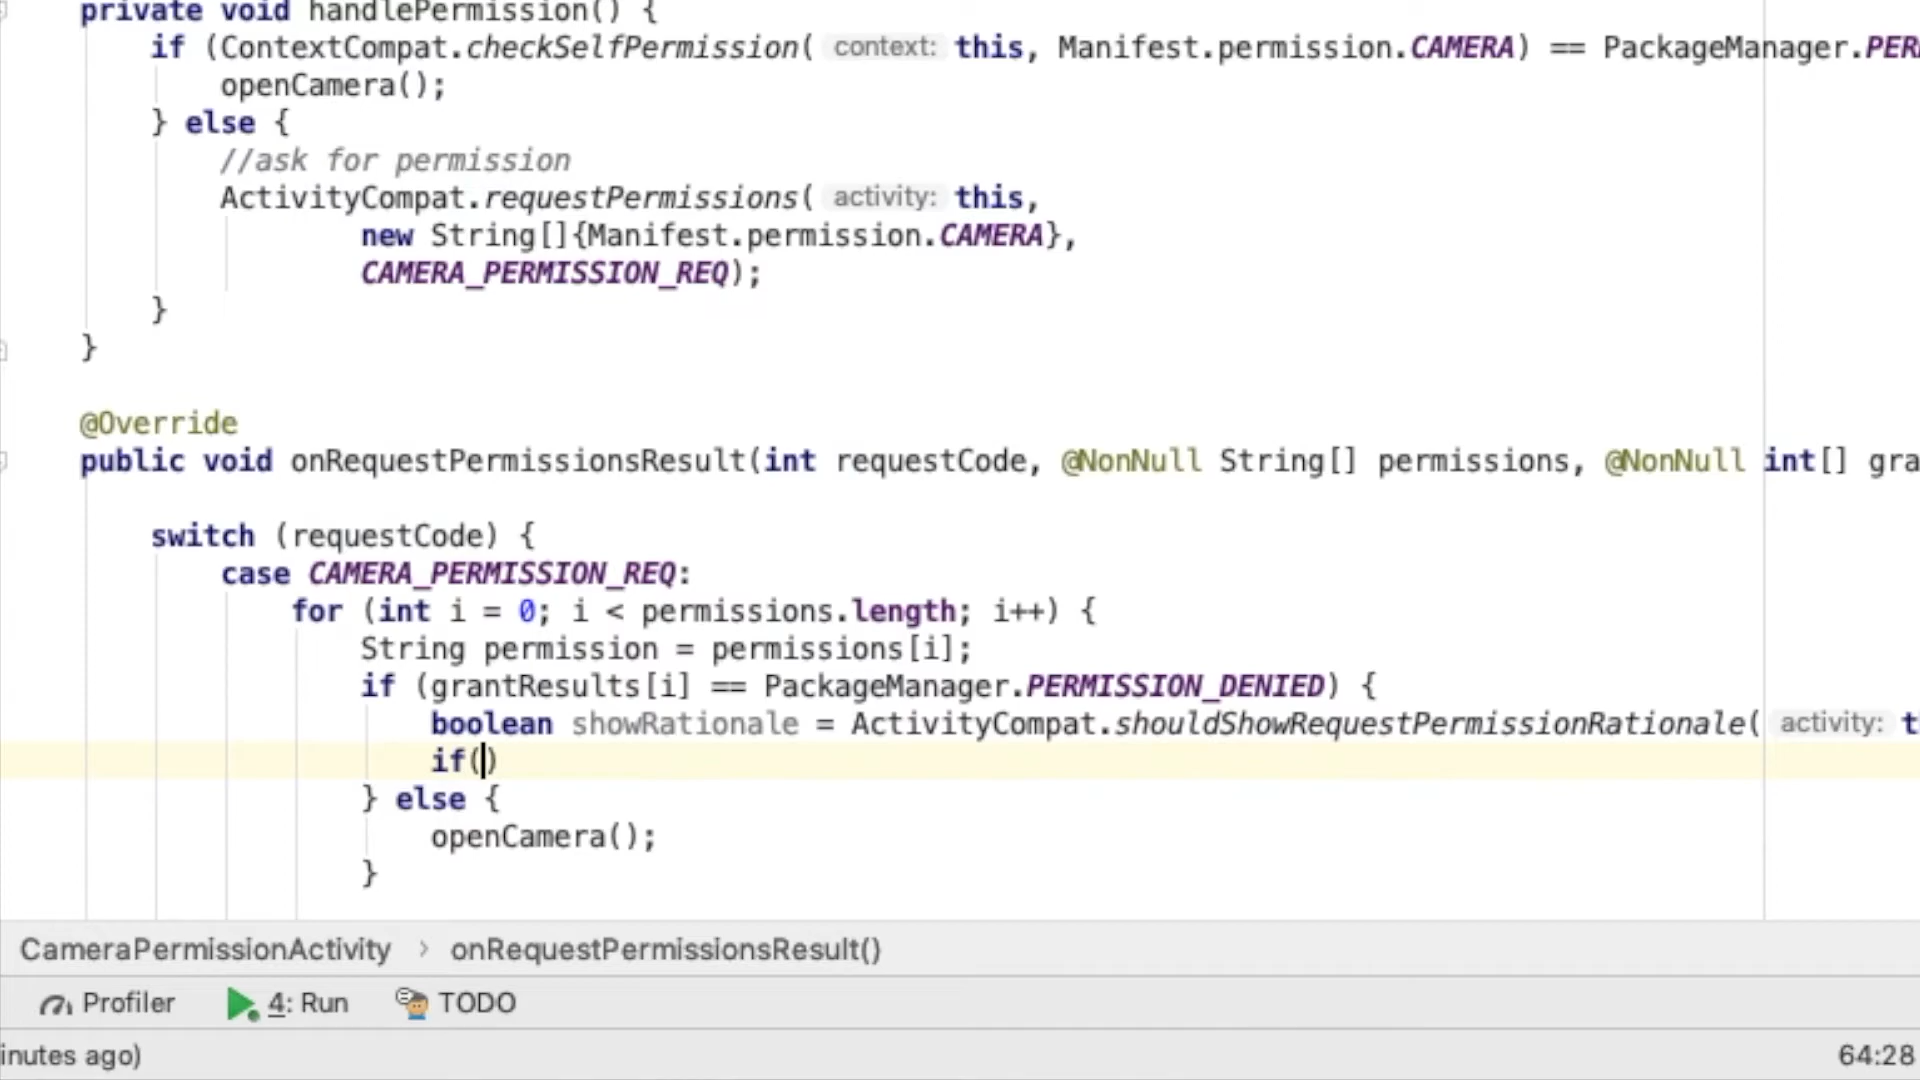 private void handlePermission() {
if (ContextCompat.checkSelfPermission( context: this, Manifest.permission.CAMERA) == PackageManager.
openCamera();
} else {
//ask for permission
ActivityCompat.requestPermissions( activity: this,
new String[]{Manifest.permission.CAMERA},
CAMERA_PERMISSION_REQ);
}
}
@Override
public void onRequestPermissionsResult(int requestCode, @NonNull String[] permissions, @NonNull int[] gra
switch (requestCode) {
case CAMERA_PERMISSION_REQ:
for (int i = 0; i < permissions.length; i++) {
String permission = permissions[i];
if (grantResults[i] == PackageManager.PERMISSION_DENIED) {
boolean showRationale = ActivityCompat.shouldShowRequestPermissionRationale( activity: t
if()
} else {
openCamera();
}
CameraPermissionActivity › onRequestPermissionsResult()
Profiler 4: Run TODO
inutes ago) 64:28